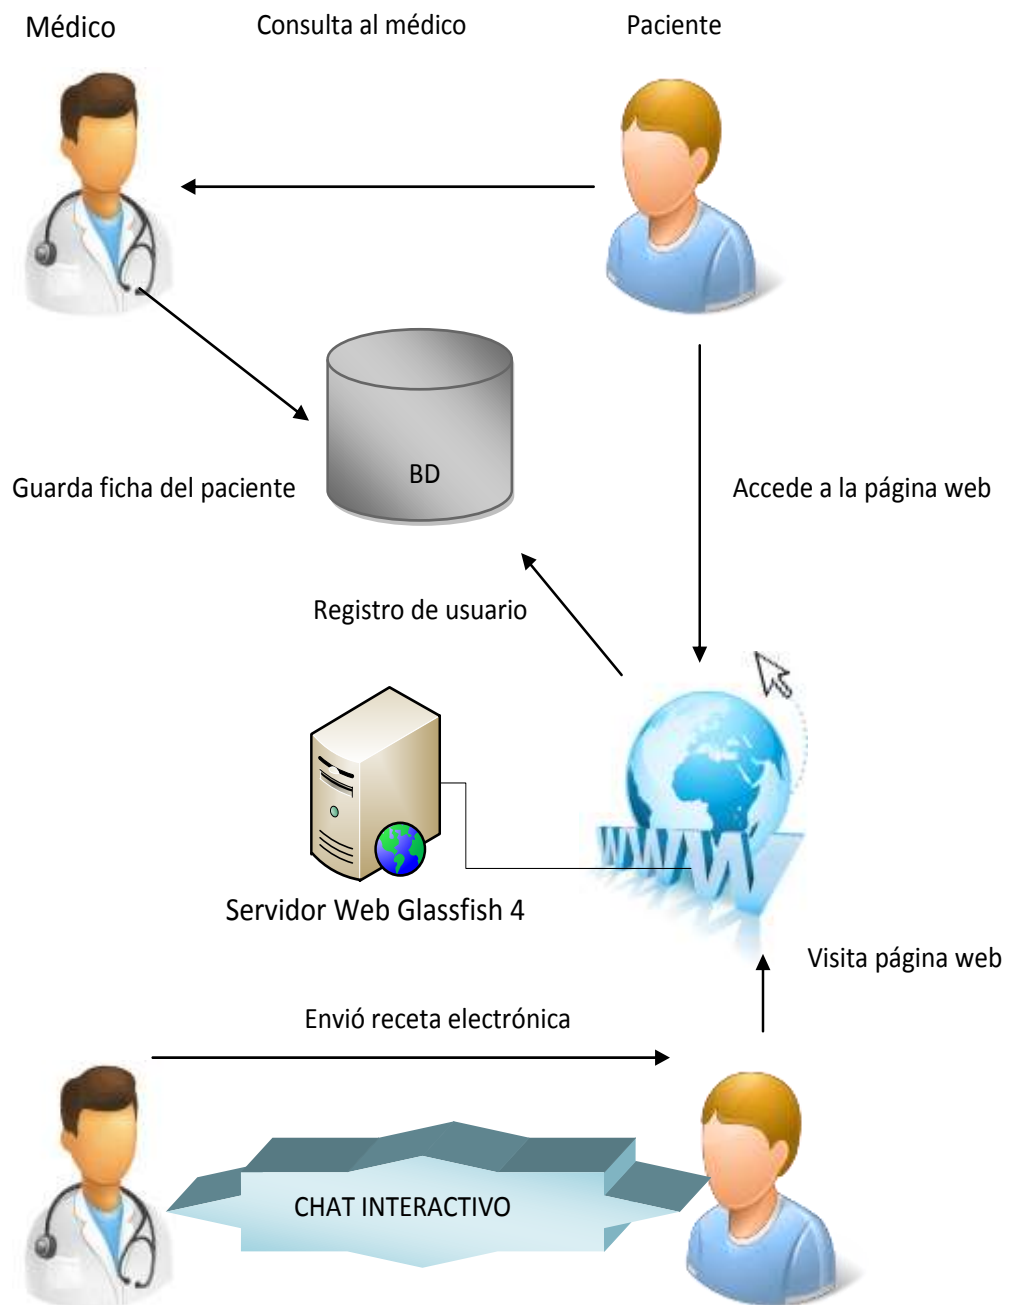 Médico
Consulta al médico
Paciente
BD
Guarda ficha del paciente
Accede a la página web
Registro de usuario
WWW
Servidor Web Glassfish 4
Visita página web
Envió receta electrónica
CHAT INTERACTIVO